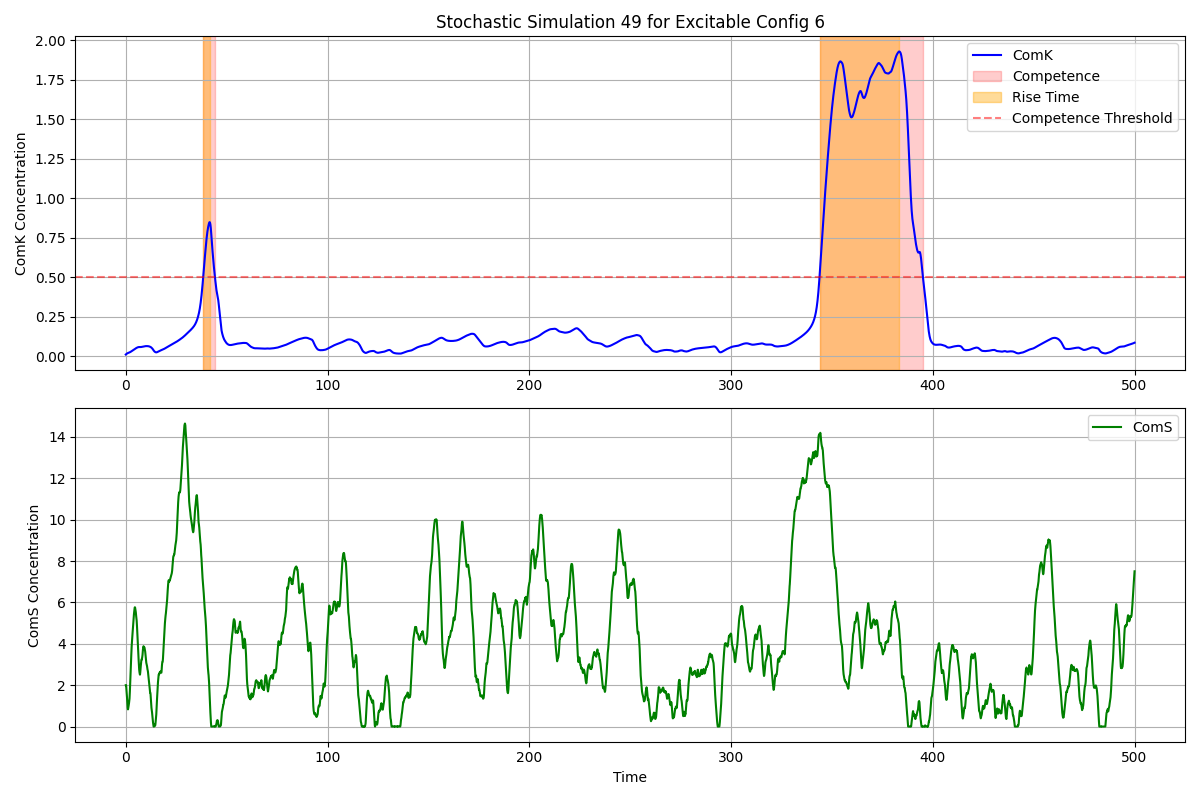 Stochastic Simulation 49 for Excitable Config 6
ComK Concentration
2.00
1.75
1.50
1.25
1.00
0.75
0.50
0.25
0.00
ComK
Competence
Rise Time
Competence Threshold
0 100 200 300 400 500
ComS Concentration
14
12
10
8
6
4
2
0
ComS
0 100 200 300 400 500
Time